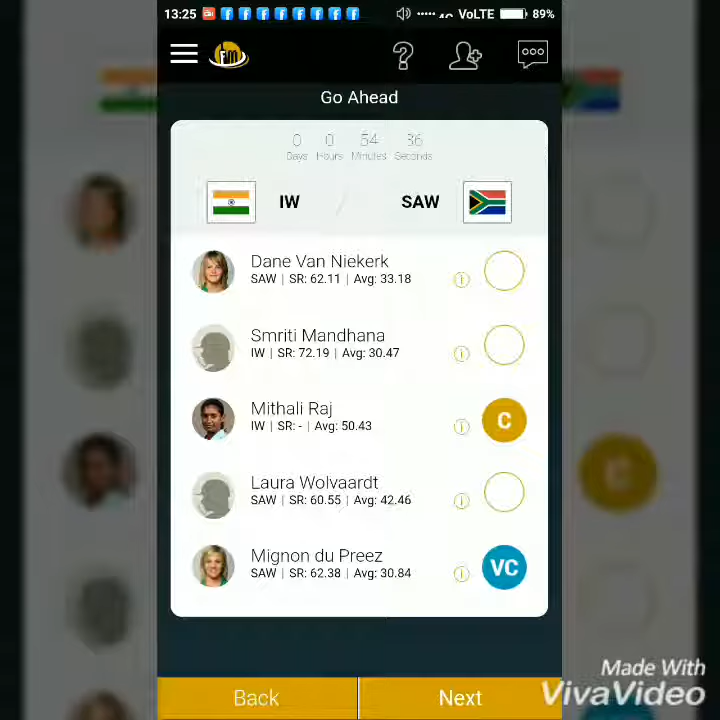 13:25 VoLTE 89%
FM
Go Ahead
0 0 54 36
Days Hours Minutes Seconds
IW / SAW
Dane Van Niekerk
SAW | SR: 62.11 | Avg: 33.18
Smriti Mandhana
IW | SR: 72.19 | Avg: 30.47
Mithali Raj
IW | SR: - | Avg: 50.43
C
Laura Wolvaardt
SAW | SR: 60.55 | Avg: 42.46
Mignon du Preez
SAW | SR: 62.38 | Avg: 30.84
VC
Back Next
Made With
VivaVideo